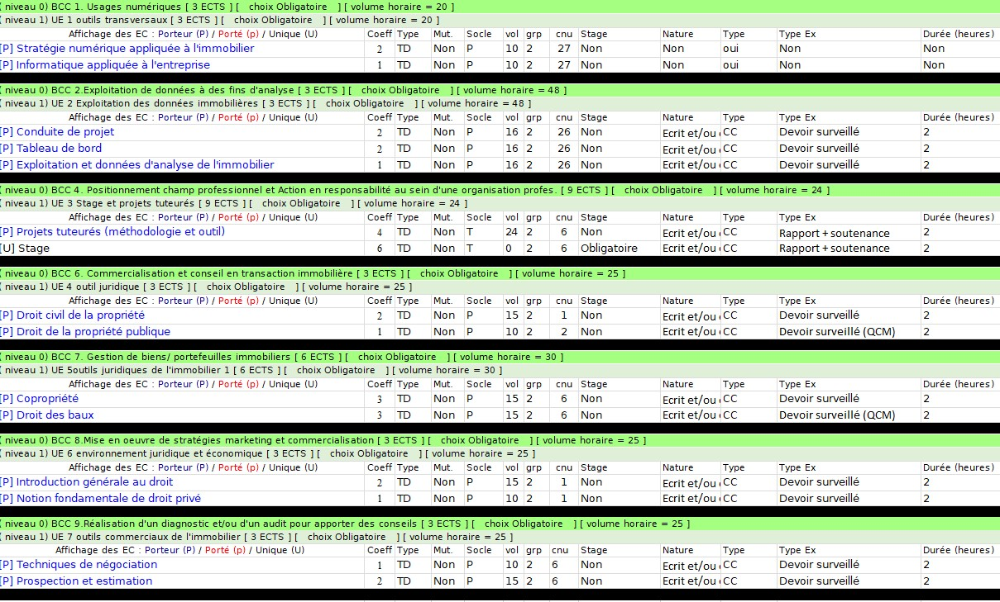 ( niveau 0) BCC 1. Usages numériques [ 3 ECTS ] [ choix Obligatoire ] [ volume horaire = 20 ]
( niveau 1) UE 1 outils transversaux [ 3 ECTS ] [ choix Obligatoire ] [ volume horaire = 20 ]
Affichage des EC : Porteur (P) / Porté (p) / Unique (U) Coeff Type Mut. Socle vol grp cnu Stage Nature Type Type Ex Durée (heures)
[P] Stratégie numérique appliquée à l'immobilier 2 TD Non P 10 2 27 Non Non oui Non Non
[P] Informatique appliquée à l'entreprise 1 TD Non P 10 2 27 Non Non oui Non Non
( niveau 0) BCC 2.Exploitation de données à des fins d'analyse [ 3 ECTS ] [ choix Obligatoire ] [ volume horaire = 48 ]
( niveau 1) UE 2 Exploitation des données immobilières [ 3 ECTS ] [ choix Obligatoire ] [ volume horaire = 48 ]
Affichage des EC : Porteur (P) / Porté (p) / Unique (U) Coeff Type Mut. Socle vol grp cnu Stage Nature Type Type Ex Durée (heures)
[P] Conduite de projet 2 TD Non P 16 2 26 Non Ecrit et/ou CC Devoir surveillé 2
[P] Tableau de bord 2 TD Non P 16 2 26 Non Ecrit et/ou CC Devoir surveillé 2
[P] Exploitation et données d'analyse de l'immobilier 1 TD Non P 16 2 26 Non Ecrit et/ou CC Devoir surveillé 2
( niveau 0) BCC 4. Positionnement champ professionnel et Action en responsabilité au sein d'une organisation profes. [ 9 ECTS ] [ choix Obligatoire ] [ volume horaire = 24 ]
( niveau 1) UE 3 Stage et projets tuteurés [ 9 ECTS ] [ choix Obligatoire ] [ volume horaire = 24 ]
Affichage des EC : Porteur (P) / Porté (p) / Unique (U) Coeff Type Mut. Socle vol grp cnu Stage Nature Type Type Ex Durée (heures)
[P] Projets tuteurés (méthodologie et outil) 4 TD Non T 24 2 6 Non Ecrit et/ou CC Rapport + soutenance 2
[U] Stage 6 TD Non T 0 2 6 Obligatoire Ecrit et/ou CC Rapport + soutenance 2
( niveau 0) BCC 6. Commercialisation et conseil en transaction immobilière [ 3 ECTS ] [ choix Obligatoire ] [ volume horaire = 25 ]
( niveau 1) UE 4 outil juridique [ 3 ECTS ] [ choix Obligatoire ] [ volume horaire = 25 ]
Affichage des EC : Porteur (P) / Porté (p) / Unique (U) Coeff Type Mut. Socle vol grp cnu Stage Nature Type Type Ex Durée (heures)
[P] Droit civil de la propriété 2 TD Non P 15 2 1 Non Ecrit et/ou CC Devoir surveillé 2
[P] Droit de la propriété publique 1 TD Non P 10 2 2 Non Ecrit et/ou CC Devoir surveillé (QCM) 2
( niveau 0) BCC 7. Gestion de biens/ portefeuilles immobiliers [ 6 ECTS ] [ choix Obligatoire ] [ volume horaire = 30 ]
( niveau 1) UE 5outils juridiques de l'immobilier 1 [ 6 ECTS ] [ choix Obligatoire ] [ volume horaire = 30 ]
Affichage des EC : Porteur (P) / Porté (p) / Unique (U) Coeff Type Mut. Socle vol grp cnu Stage Nature Type Type Ex Durée (heures)
[P] Copropriété 3 TD Non P 15 2 6 Non Ecrit et/ou CC Devoir surveillé 2
[P] Droit des baux 3 TD Non P 15 2 6 Non Ecrit et/ou CC Devoir surveillé (QCM) 2
( niveau 0) BCC 8.Mise en oeuvre de stratégies marketing et commercialisation [ 3 ECTS ] [ choix Obligatoire ] [ volume horaire = 25 ]
( niveau 1) UE 6 environnement juridique et économique [ 3 ECTS ] [ choix Obligatoire ] [ volume horaire = 25 ]
Affichage des EC : Porteur (P) / Porté (p) / Unique (U) Coeff Type Mut. Socle vol grp cnu Stage Nature Type Type Ex Durée (heures)
[P] Introduction générale au droit 2 TD Non P 15 2 1 Non Ecrit et/ou CC Devoir surveillé 2
[P] Notion fondamentale de droit privé 1 TD Non P 10 2 1 Non Ecrit et/ou CC Devoir surveillé 2
( niveau 0) BCC 9.Réalisation d'un diagnostic et/ou d'un audit pour apporter des conseils [ 3 ECTS ] [ choix Obligatoire ] [ volume horaire = 25 ]
( niveau 1) UE 7 outils commerciaux de l'immobilier [ 3 ECTS ] [ choix Obligatoire ] [ volume horaire = 25 ]
Affichage des EC : Porteur (P) / Porté (p) / Unique (U) Coeff Type Mut. Socle vol grp cnu Stage Nature Type Type Ex Durée (heures)
[P] Techniques de négociation 1 TD Non P 10 2 6 Non Ecrit et/ou CC Devoir surveillé 2
[P] Prospection et estimation 2 TD Non P 15 2 6 Non Ecrit et/ou CC Devoir surveillé 2